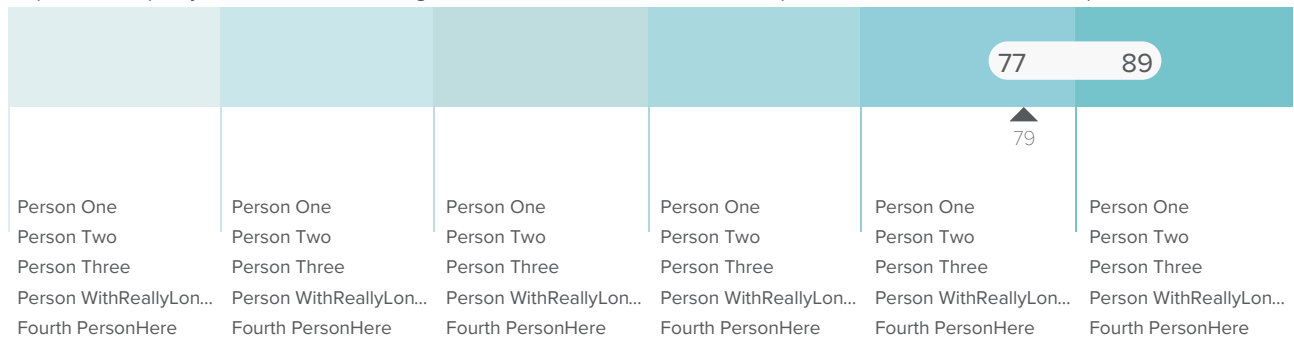 77 89
79
Person One Person One Person One Person One Person One Person One
Person Two Person Two Person Two Person Two Person Two Person Two
Person Three Person Three Person Three Person Three Person Three Person Three
Person WithReallyLon... Person WithReallyLon... Person WithReallyLon... Person WithReallyLon... Person WithReallyLon... Person WithReallyLon...
Fourth PersonHere Fourth PersonHere Fourth PersonHere Fourth PersonHere Fourth PersonHere Fourth PersonHere